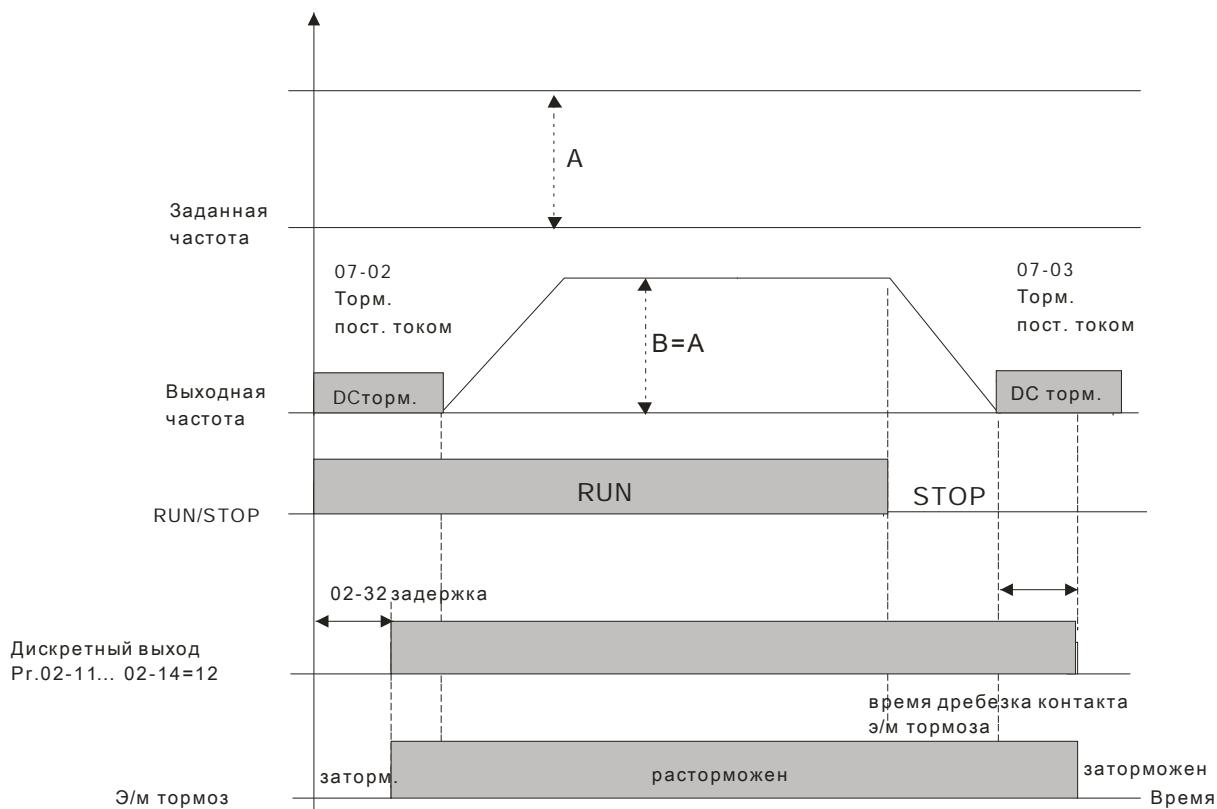 A
Заданная
частота
07-02
Торм.
пост. током
07-03
Торм.
пост. током
B=A
Выходная
частота
DCторм.
DC торм.
RUN
STOP
RUN/STOP
02-32 задержка
Дискретный выход
Pr.02-11... 02-14=12
время дребезка контакта
э/м тормоза
заторм.
расторможен
заторможен
Э/м тормоз
Время